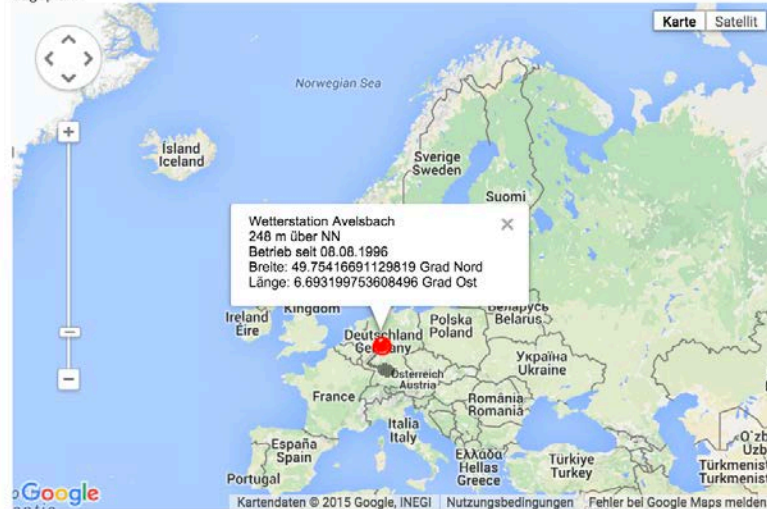 Karte Satellit
Norwegian Sea
Ísland
Iceland
Sverige
Sweden
Suomi
Wetterstation Avelsbach
248 m über NN
Betrieb seit 08.08.1996
Breite: 49.75416691129819 Grad Nord
Länge: 6.693199753608496 Grad Ost
Ireland
Éire
Kingdom
Deutschland
Germany
Polska
Poland
Беларусь
Belarus
Україна
Ukraine
Österreich
Austria
France
România
Romania
Italia
Italy
España
Spain
Ελλάδα
Hellas
Greece
Türkiye
Turkey
Portugal
Google
Kartendaten © 2015 Google, INEGI Nutzungsbedingungen Fehler bei Google Maps melden